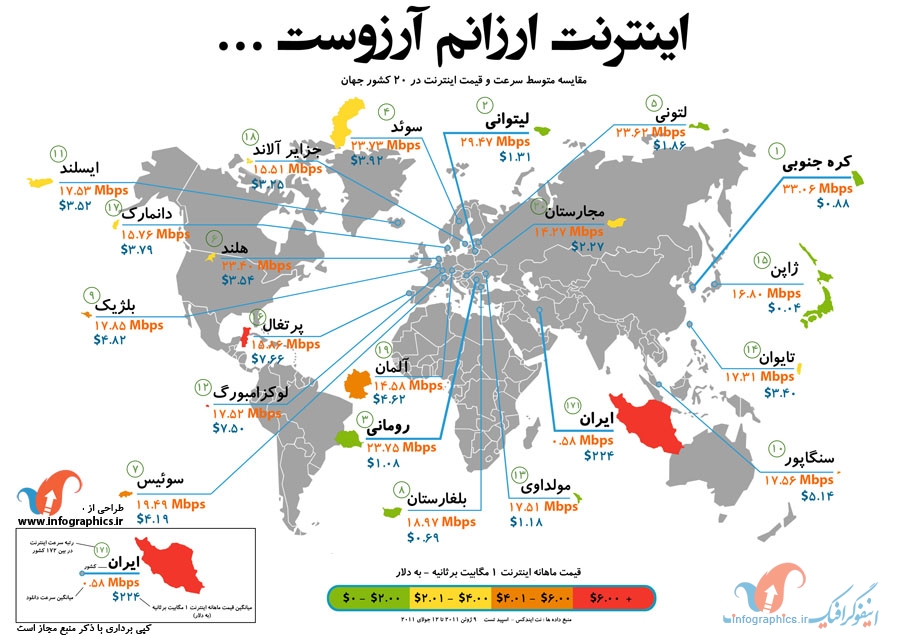 اینترنت ارزانم آرزوست ...
مقایسه متوسط سرعت و قیمت اینترنت در ۲۰ کشور جهان
۱
کره جنوبی
۳۳.۰۶ Mbps
$۰.۸۸
۲
لیتوانی
۲۹.۴۷ Mbps
$۱.۳۱
۵
لتونی
۲۳.۶۲ Mbps
$۱.۸۶
۴
سوئد
۲۳.۷۳ Mbps
$۳.۹۲
۱۸
جزایر آلاند
۱۵.۵۱ Mbps
$۳.۲۵
۱۱
ایسلند
۱۷.۵۳ Mbps
$۳.۵۲
۱۷
دانمارک
۱۵.۷۶ Mbps
$۳.۷۹
۶
هلند
۲۳.۴۰ Mbps
$۳.۵۴
۲۰
مجارستان
۱۴.۲۷ Mbps
$۲.۲۷
۱۵
ژاپن
۱۶.۸۰ Mbps
$۰.۰۴
۹
بلژیک
۱۷.۸۵ Mbps
$۴.۸۲
پرتغال
$۷.۶۶
۱۴
تایوان
۱۷.۳۱ Mbps
$۳.۴۰
۱۹
آلمان
۱۴.۵۸ Mbps
$۴.۶۲
۱۲
لوکزامبورگ
۱۷.۵۲ Mbps
$۷.۵۰
۳
رومانی
۲۳.۷۵ Mbps
$۱.۰۸
۱۷۱
ایران
۰.۵۸ Mbps
$۲۲۴
۱۰
سنگاپور
۱۷.۵۶ Mbps
$۵.۱۴
۷
سوئیس
۱۹.۴۹ Mbps
$۴.۱۹
۸
بلغارستان
۱۸.۹۷ Mbps
$۰.۶۹
۱۳
مولداوی
۱۷.۵۱ Mbps
$۱.۱۸
طراحی از :
www.infographics.ir
رتبه سرعت اینترنت
در بین ۱۷۲ کشور
۱۷۱
کشور
ایران
۰.۵۸ Mbps
$۲۲۴
میانگین سرعت دانلود
میانگین قیمت ماهانه اینترنت ۱ مگابیت بر ثانیه
کپی برداری با ذکر منبع مجاز است
قیمت ماهانه اینترنت ۱ مگابیت بر ثانیه - به دلار
$۰ - $۲.۰۰
$۲.۰۱ - $۴.۰۰
$۴.۰۱ - $۶.۰۰
$۶.۰۰ +
منبع داده ها : نت ایندکس - اسپید تست ۹ ژوئن ۲۰۱۱ تا ۱۲ جولای ۲۰۱۱
اینفوگرافیک
infographics.ir